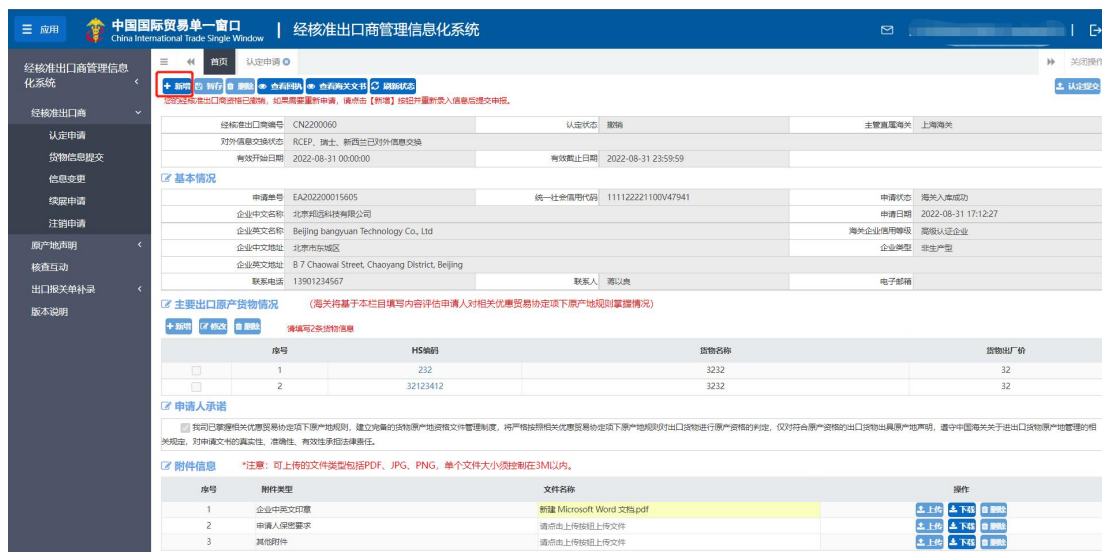 应用 中国国际贸易单一窗口 China International Trade Single Window 经核准出口商管理信息化系统
经核准出口商管理信息化系统
经核准出口商
认定申请
货物信息提交
信息变更
续展申请
注销申请
原产地声明
核查互动
出口报关单补录
版本说明
首页 认定申请 关闭操作
新增 暂存 删除 查看回执 查看海关文书 刷新状态 认定提交
您的经核准出口商资格已撤销，如果需要重新申请，请点击【新增】按钮并重新录入信息后提交申报。
经核准出口商编号 CN2200060 认定状态 撤销 主管直属海关 上海海关
对外信息交换状态 RCEP、瑞士、新西兰已对外信息交换
有效开始日期 2022-08-31 00:00:00 有效截止日期 2022-08-31 23:59:59
基本情况
申请单号 EA202200015605 统一社会信用代码 1111222221100V47941 申请状态 海关入库成功
企业中文名称 北京邦远科技有限公司 申请日期 2022-08-31 17:12:27
企业英文名称 Beijing bangyuan Technology Co., Ltd 海关企业信用等级 高级认证企业
企业中文地址 北京市东城区 企业类型 非生产型
企业英文地址 B 7 Chaowai Street, Chaoyang District, Beijing
联系电话 13901234567 联系人 蒋以良 电子邮箱
主要出口原产货物情况 （海关将基于本栏目填写内容评估申请人对相关优惠贸易协定项下原产地规则掌握情况）
新增 修改 删除 请填写2条货物信息
序号 HS编码 货物名称 货物出厂价
1 232 3232 32
2 32123412 3232 32
申请人承诺
我司已掌握相关优惠贸易协定项下原产地规则，建立完备的货物原产地资格文件管理制度，将严格按照相关优惠贸易协定项下原产地规则对出口货物进行原产资格的判定，仅对符合原产资格的出口货物出具原产地声明，遵守中国海关关于进出口货物原产地管理的相
关规定，对申请文书的真实性、准确性、有效性承担法律责任。
附件信息 *注意：可上传的文件类型包括PDF、JPG、PNG，单个文件大小须控制在3M以内。
序号 附件类型 文件名称 操作
1 企业中英文印章 新建 Microsoft Word 文档.pdf 上传 下载 删除
2 申请人保密要求 请点击上传按钮上传文件 上传 下载 删除
3 其他附件 请点击上传按钮上传文件 上传 下载 删除